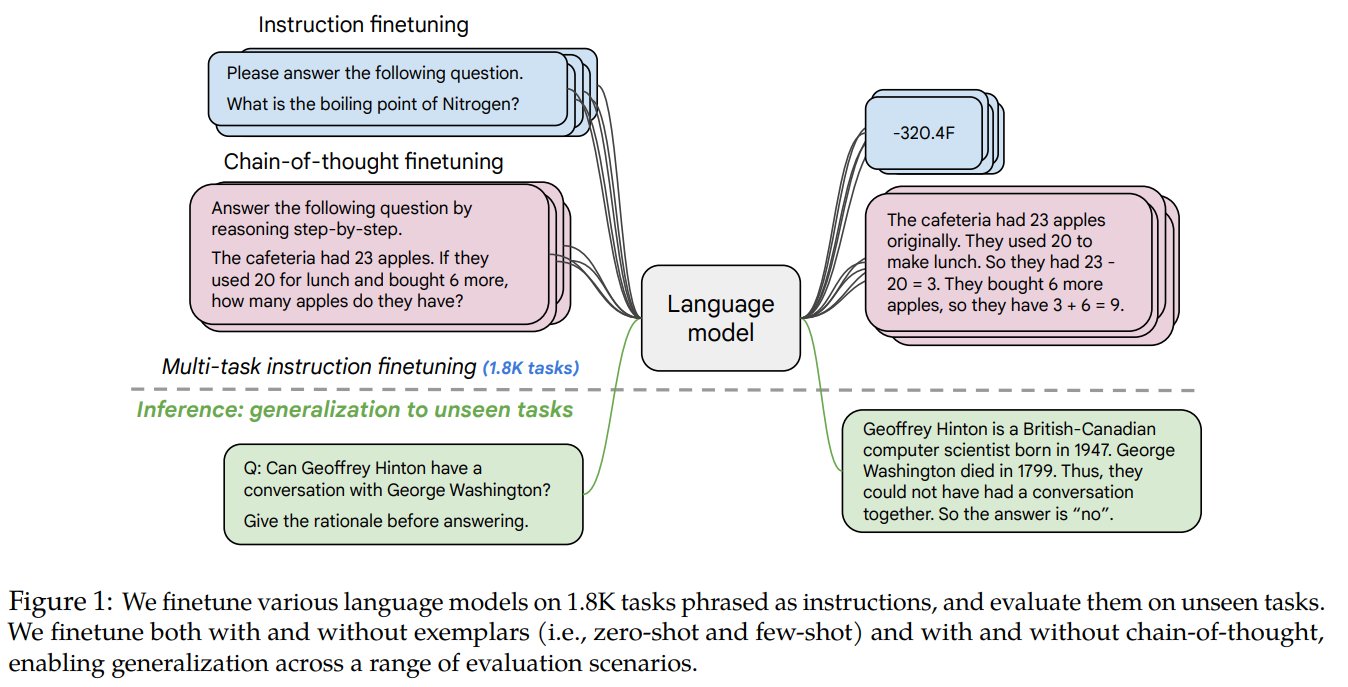 Instruction finetuning
Please answer the following question.
What is the boiling point of Nitrogen?
-320.4F
Chain-of-thought finetuning
Answer the following question by
reasoning step-by-step.
The cafeteria had 23 apples. If they
used 20 for lunch and bought 6 more,
how many apples do they have?
Language
model
The cafeteria had 23 apples
originally. They used 20 to
make lunch. So they had 23 -
20 = 3. They bought 6 more
apples, so they have 3 + 6 = 9.
Multi-task instruction finetuning (1.8K tasks)
Inference: generalization to unseen tasks
Q: Can Geoffrey Hinton have a
conversation with George Washington?
Give the rationale before answering.
Geoffrey Hinton is a British-Canadian
computer scientist born in 1947. George
Washington died in 1799. Thus, they
could not have had a conversation
together. So the answer is “no”.
Figure 1: We finetune various language models on 1.8K tasks phrased as instructions, and evaluate them on unseen tasks.
We finetune both with and without exemplars (i.e., zero-shot and few-shot) and with and without chain-of-thought,
enabling generalization across a range of evaluation scenarios.